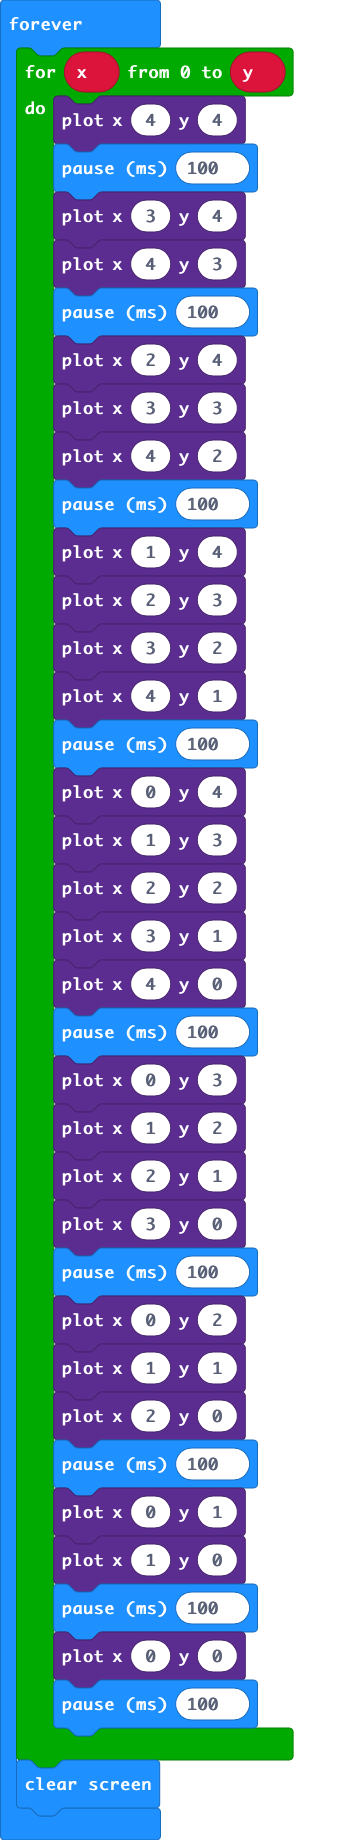 forever
for x from 0 to y
do
plot x 4 y 4
pause (ms) 100
plot x 3 y 4
plot x 4 y 3
pause (ms) 100
plot x 2 y 4
plot x 3 y 3
plot x 4 y 2
pause (ms) 100
plot x 1 y 4
plot x 2 y 3
plot x 3 y 2
plot x 4 y 1
pause (ms) 100
plot x 0 y 4
plot x 1 y 3
plot x 2 y 2
plot x 3 y 1
plot x 4 y 0
pause (ms) 100
plot x 0 y 3
plot x 1 y 2
plot x 2 y 1
plot x 3 y 0
pause (ms) 100
plot x 0 y 2
plot x 1 y 1
plot x 2 y 0
pause (ms) 100
plot x 0 y 1
plot x 1 y 0
pause (ms) 100
plot x 0 y 0
pause (ms) 100
clear screen